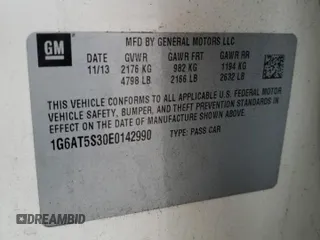 GM
MFD BY GENERAL MOTORS LLC
GVWR GAWR FRT GAWR RR
11/13 2176 KG 982 KG 1194 KG
4798 LB 2166 LB 2632 LB
THIS VEHICLE CONFORMS TO ALL APPLICABLE U.S. FEDERAL MOTOR
VEHICLE SAFETY, BUMPER, AND THEFT PREVENTION STANDARDS
IN EFFECT ON THE DATE OF MANUFACTURE SHOWN ABOVE.
1G6AT5S30E0142990 TYPE: PASS CAR
AUTOHELPERBOT.COM